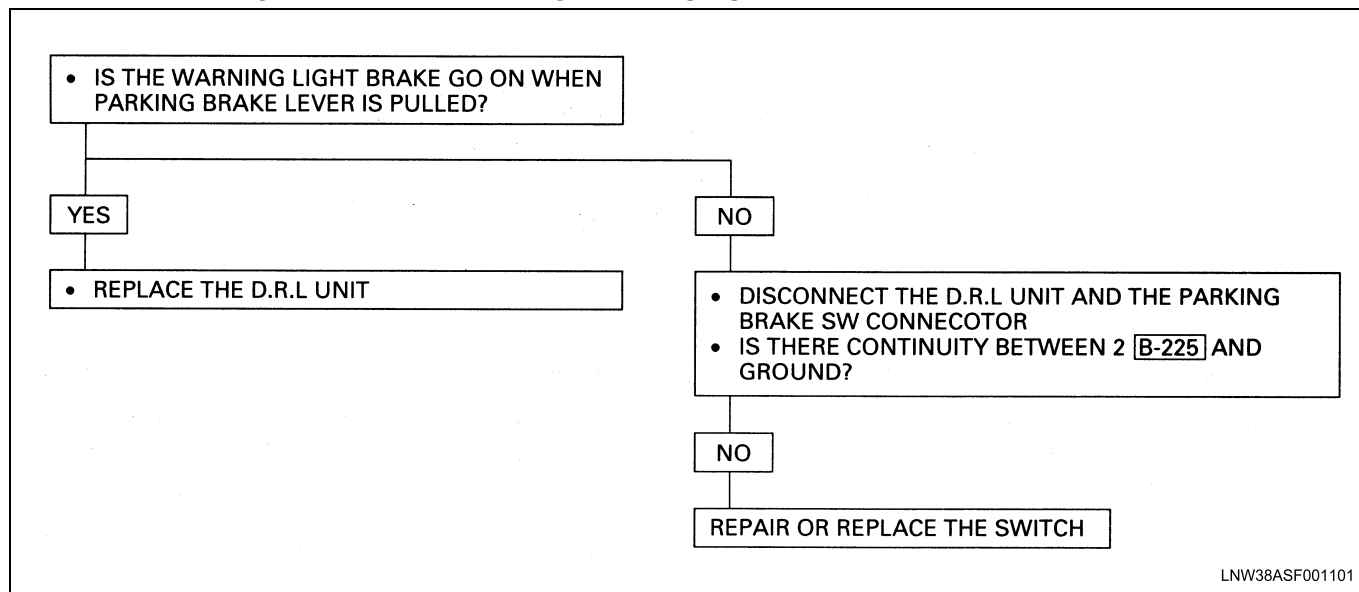 • IS THE WARNING LIGHT BRAKE GO ON WHEN
PARKING BRAKE LEVER IS PULLED?
YES
NO
• REPLACE THE D.R.L UNIT
• DISCONNECT THE D.R.L UNIT AND THE PARKING
BRAKE SW CONNECOTOR
• IS THERE CONTINUITY BETWEEN 2 B-225 AND
GROUND?
NO
REPAIR OR REPLACE THE SWITCH
LNW38ASF001101